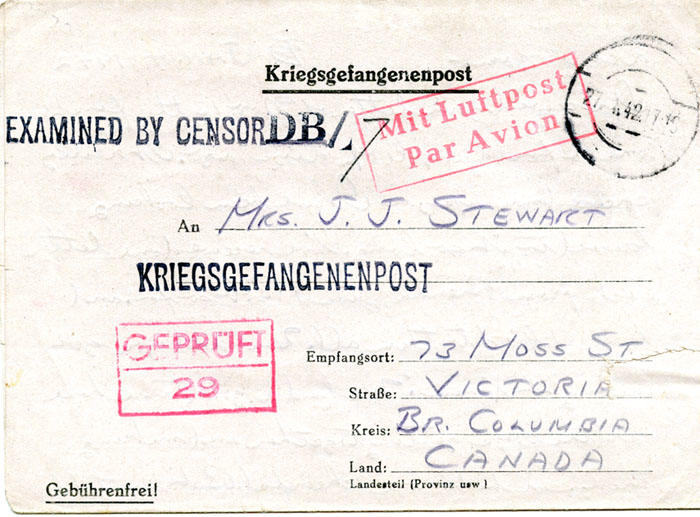 Kriegsgefangenenpost
Mit Luftpost
Par Avion
EXAMINED BY CENSOR DB/
An Mrs. J. J. STEWART
KRIEGSGEFANGENENPOST
GEPRÜFT
29
Empfangsort: 73 MOSS ST
Straße: VICTORIA
Kreis: BR. COLUMBIA
Land: CANADA
Landesteil (Provinz usw)
Gebührenfrei!